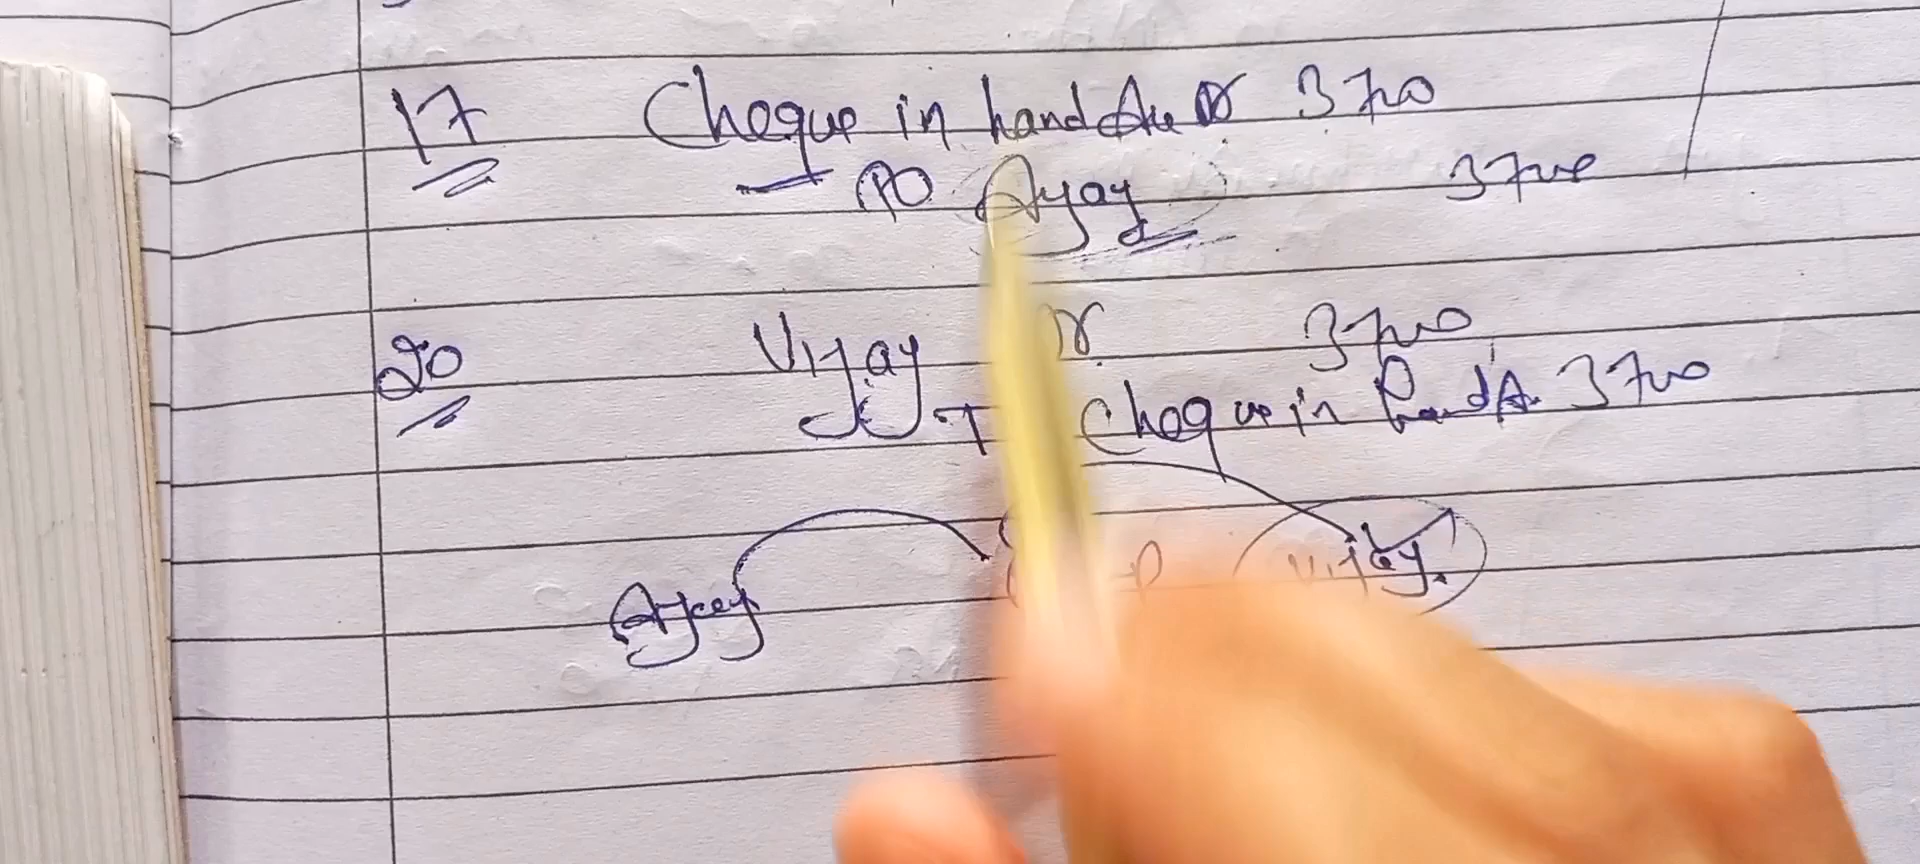 17 Cheque in hand A/c Dr 3700
TO Ajay 3700
20 Vijay Dr 3700
Cheque in hand A/c 3700
Ajay Vijay